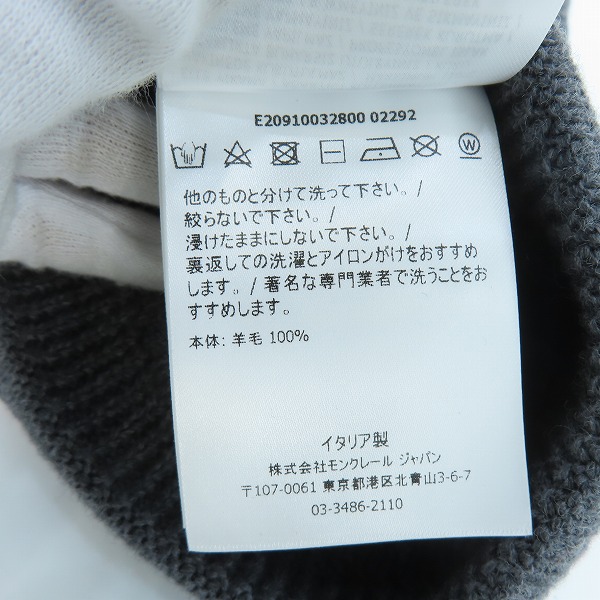 E20910032800 02292
W
他のものと分けて洗って下さい。/
絞らないで下さい。/
浸けたままにしないで下さい。/
裏返しての洗濯とアイロンがけをおすすめ
します。/ 著名な専門業者で洗うことをお
すすめします。
本体: 羊毛 100%
イタリア製
株式会社モンクレール ジャパン
〒107-0061 東京都港区北青山3-6-7
03-3486-2110